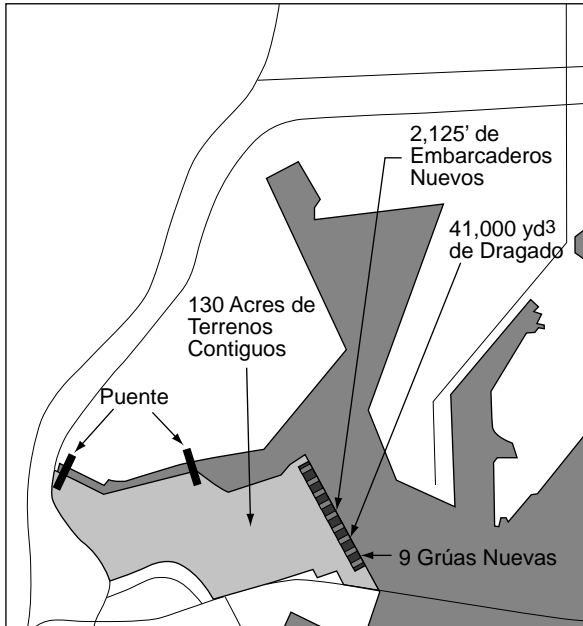 2,125' de
Embarcaderos
Nuevos
41,000 yd³
de Dragado
130 Acres de
Terrenos
Contiguos
Puente
9 Grúas Nuevas